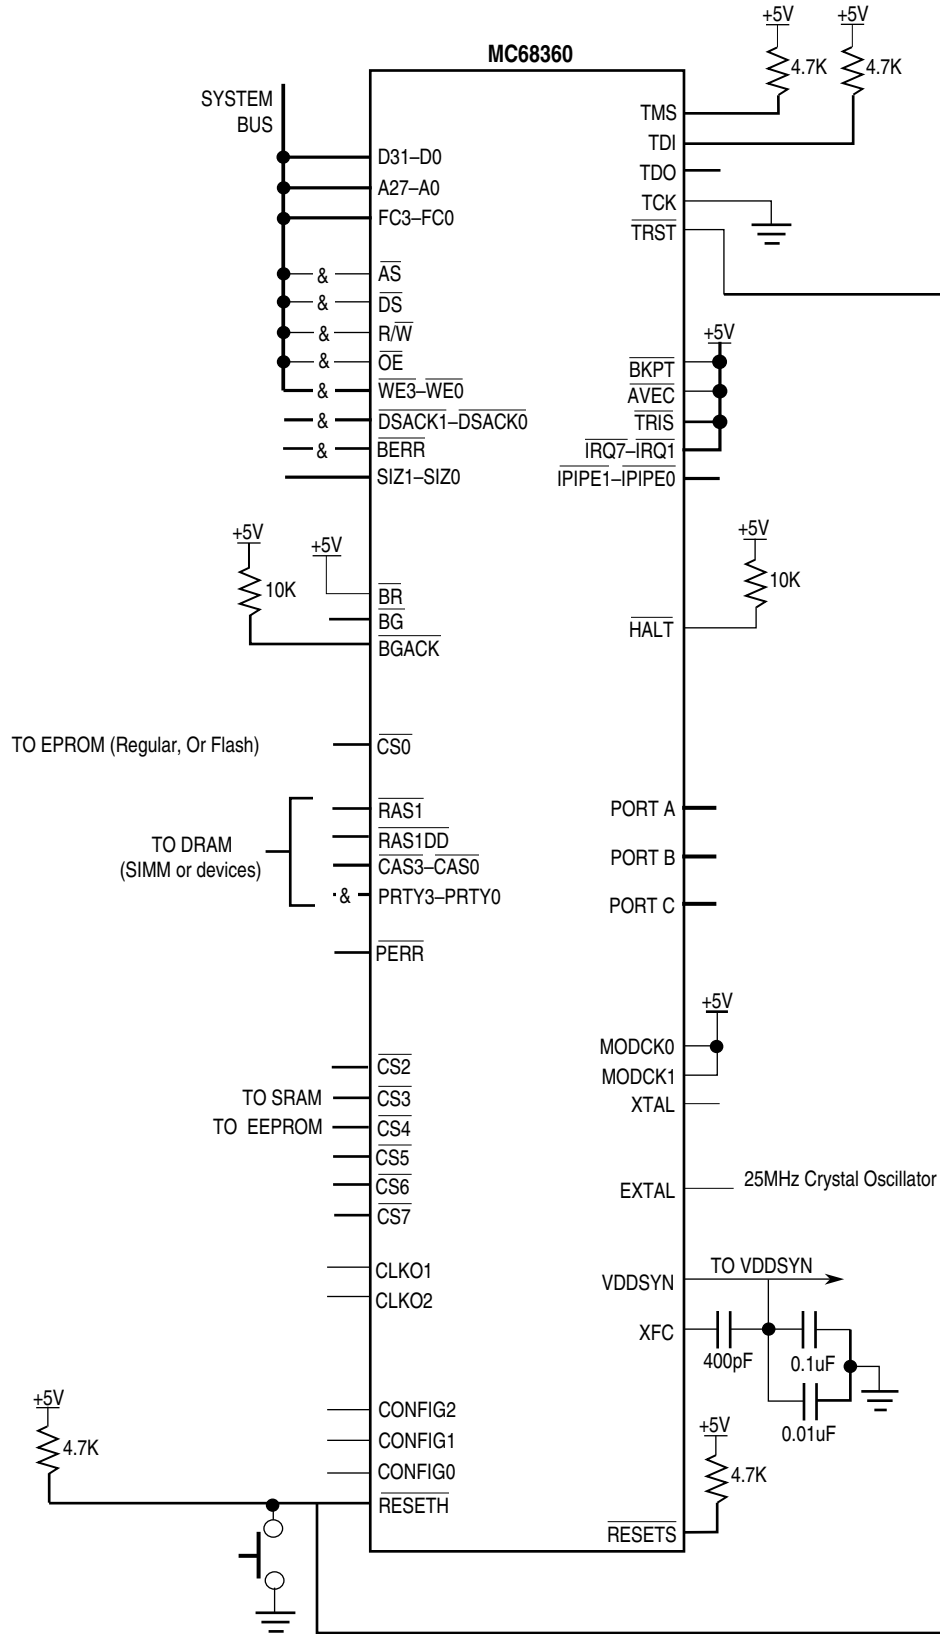 MC68360
+5V
+5V
4.7K
4.7K
SYSTEM
BUS
D31–D0
A27–A0
FC3–FC0
& AS
& DS
& R/W
& OE
& WE3–WE0
& DSACK1–DSACK0
& BERR
SIZ1–SIZ0
+5V
10K
+5V
BR
BG
BGACK
TO EPROM (Regular, Or Flash)
CS0
TO DRAM
(SIMM or devices)
RAS1
RAS1DD
CAS3–CAS0
& PRTY3–PRTY0
PERR
CS2
TO SRAM CS3
TO EEPROM CS4
CS5
CS6
CS7
CLKO1
CLKO2
CONFIG2
CONFIG1
CONFIG0
+5V
4.7K
RESETH
TMS
TDI
TDO
TCK
TRST
+5V
BKPT
AVEC
TRIS
IRQ7–IRQ1
IPIPE1–IPIPE0
+5V
10K
HALT
PORT A
PORT B
PORT C
+5V
MODCK0
MODCK1
XTAL
EXTAL 25MHz Crystal Oscillator
TO VDDSYN
VDDSYN
XFC
400pF
0.1uF
0.01uF
+5V
4.7K
RESETS